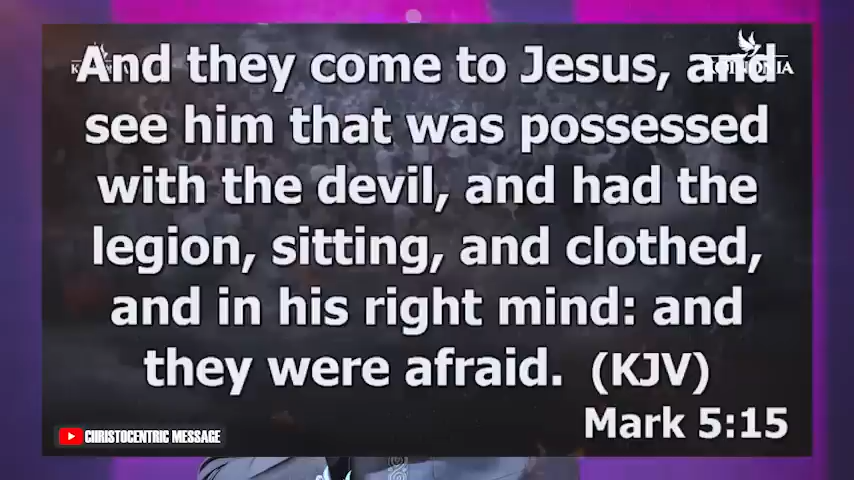 And they come to Jesus, and
see him that was possessed
with the devil, and had the
legion, sitting, and clothed,
and in his right mind: and
they were afraid. (KJV)
Mark 5:15
KOINONIA
CHRISTOCENTRIC MESSAGE